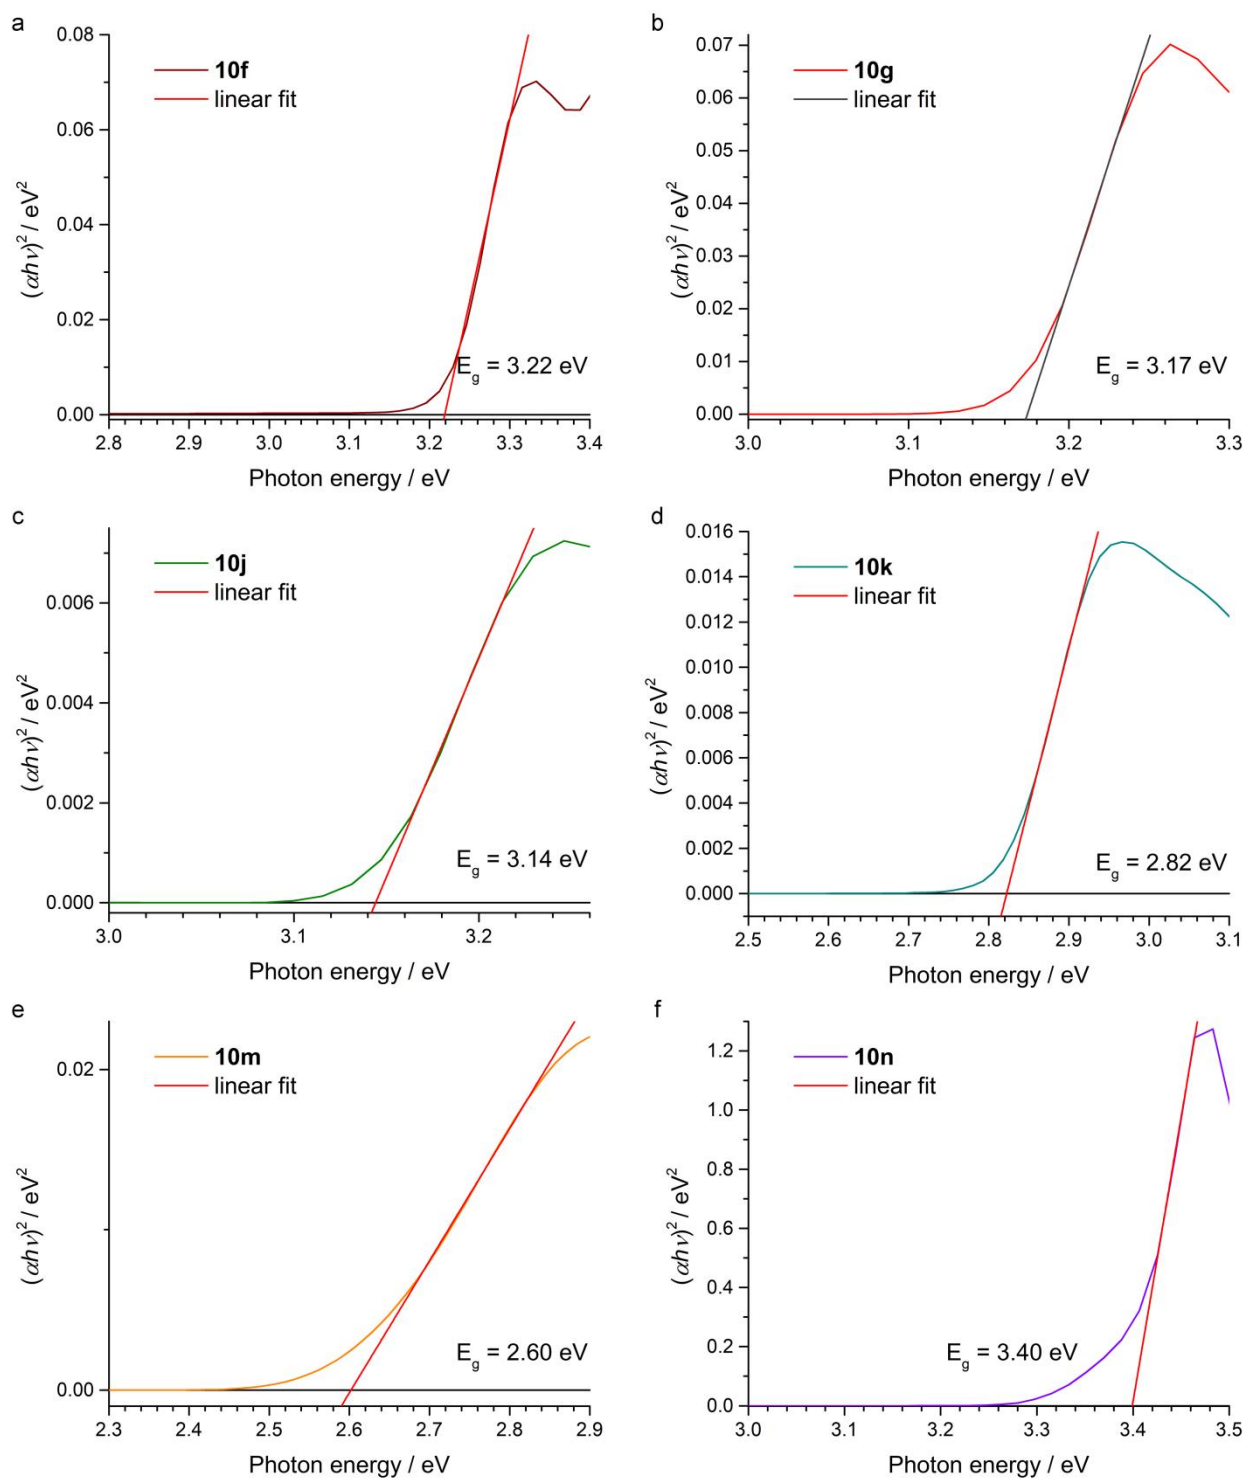 a
10f
linear fit
(αhν)² / eV²
0.08
0.06
0.04
0.02
0.00
E_g = 3.22 eV
2.8 2.9 3.0 3.1 3.2 3.3 3.4
Photon energy / eV
b
10g
linear fit
(αhν)² / eV²
0.07
0.06
0.05
0.04
0.03
0.02
0.01
0.00
E_g = 3.17 eV
3.0 3.1 3.2 3.3
Photon energy / eV
c
10j
linear fit
(αhν)² / eV²
0.006
0.004
0.002
0.000
E_g = 3.14 eV
3.0 3.1 3.2
Photon energy / eV
d
10k
linear fit
(αhν)² / eV²
0.016
0.014
0.012
0.010
0.008
0.006
0.004
0.002
0.000
E_g = 2.82 eV
2.5 2.6 2.7 2.8 2.9 3.0 3.1
Photon energy / eV
e
10m
linear fit
(αhν)² / eV²
0.02
0.00
E_g = 2.60 eV
2.3 2.4 2.5 2.6 2.7 2.8 2.9
Photon energy / eV
f
10n
linear fit
(αhν)² / eV²
1.2
1.0
0.8
0.6
0.4
0.2
0.0
E_g = 3.40 eV
3.0 3.1 3.2 3.3 3.4 3.5
Photon energy / eV